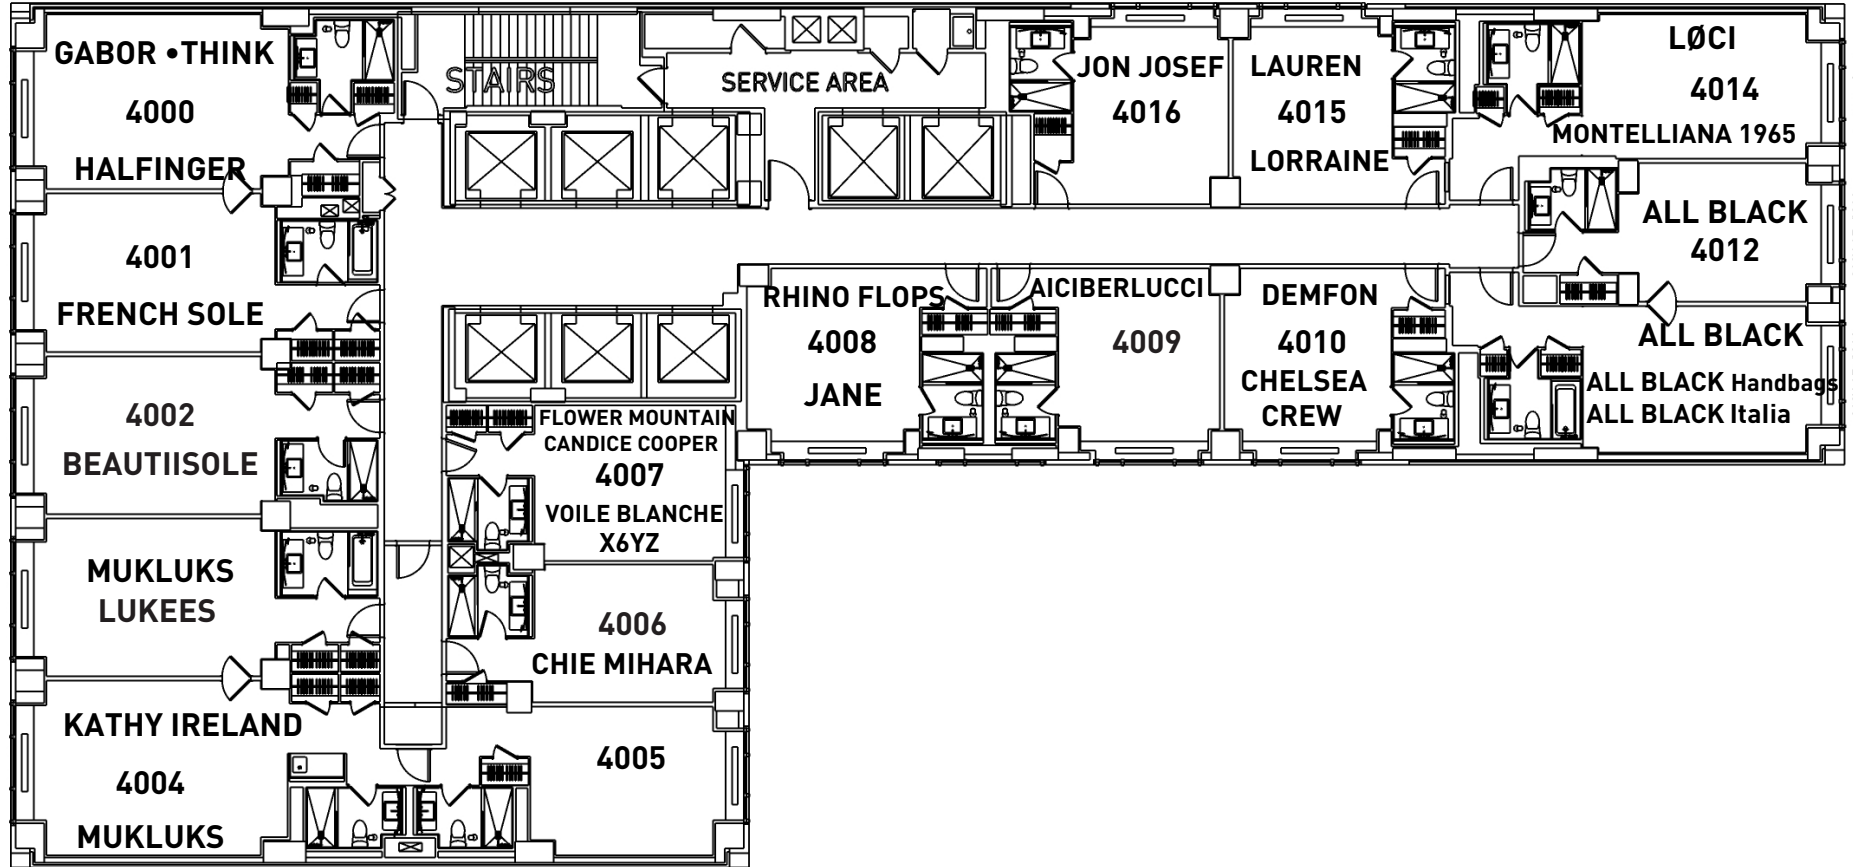 GABOR •THINK
4000
HALFINGER
STAIRS
SERVICE AREA
JON JOSEF
4016
LAUREN
4015
LORRAINE
LØCI
4014
MONTELLIANA 1965
4001
FRENCH SOLE
ALL BLACK
4012
RHINO FLOPS
4008
JANE
AICIBERLUCCI
4009
DEMFON
4010
CHELSEA
CREW
ALL BLACK
ALL BLACK Handbags
ALL BLACK Italia
4002
BEAUTIISOLE
FLOWER MOUNTAIN
CANDICE COOPER
4007
VOILE BLANCHE
X6YZ
MUKLUKS
LUKEES
4006
CHIE MIHARA
KATHY IRELAND
4004
MUKLUKS
4005